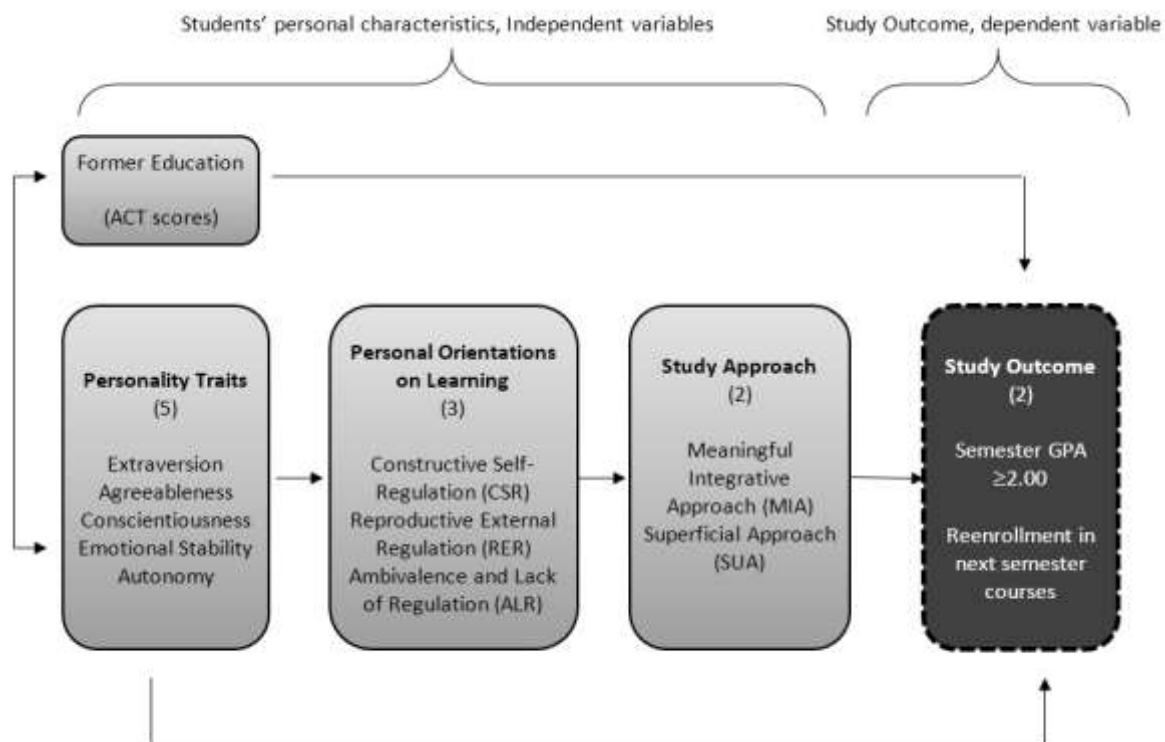 Students' personal characteristics, Independent variables
Study Outcome, dependent variable
Former Education
(ACT scores)
Personality Traits
(5)
Extraversion
Agreeableness
Conscientiousness
Emotional Stability
Autonomy
Personal Orientations
on Learning
(3)
Constructive Self-
Regulation (CSR)
Reproductive External
Regulation (RER)
Ambivalence and Lack
of Regulation (ALR)
Study Approach
(2)
Meaningful
Integrative
Approach (MIA)
Superficial Approach
(SUA)
Study Outcome
(2)
Semester GPA
≥2.00
Reenrollment in
next semester
courses